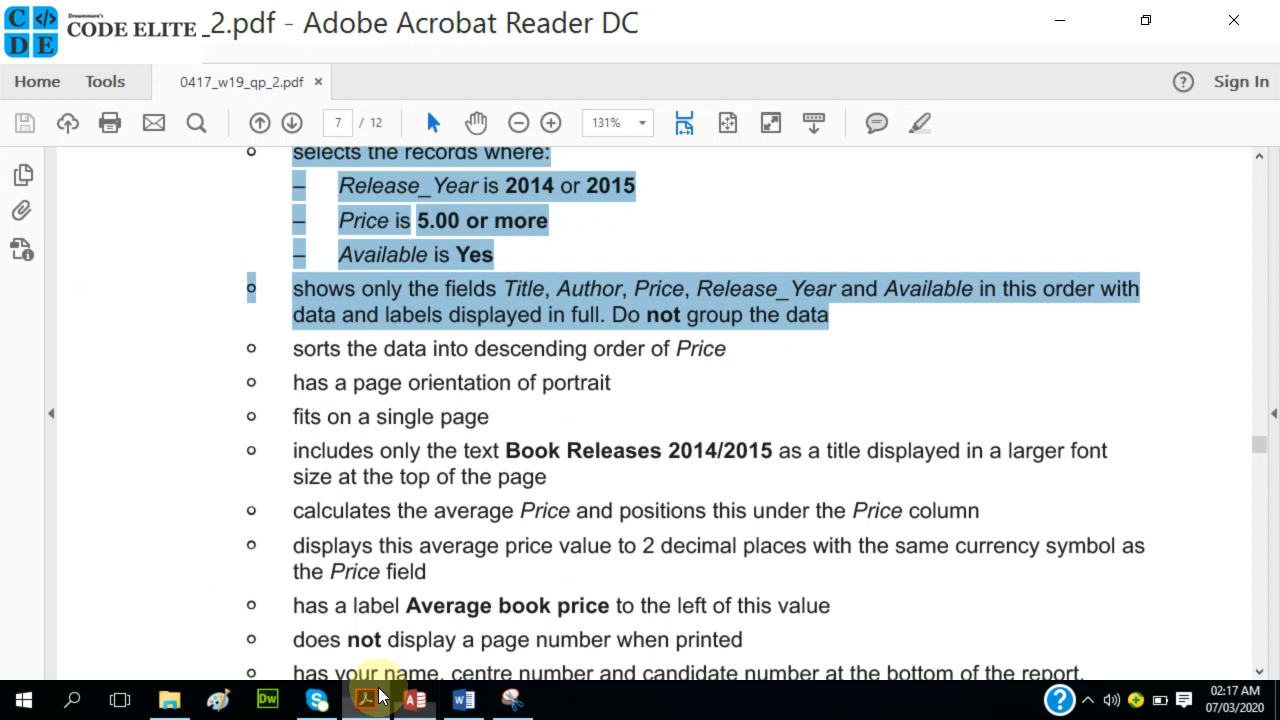 Dreammore's
CODE ELITE _2.pdf - Adobe Acrobat Reader DC
C </>
D E
Home Tools 0417_w19_qp_2.pdf × Sign In
7 / 12 131%
selects the records where:
– Release_Year is 2014 or 2015
– Price is 5.00 or more
– Available is Yes
shows only the fields Title, Author, Price, Release_Year and Available in this order with
data and labels displayed in full. Do not group the data
sorts the data into descending order of Price
has a page orientation of portrait
fits on a single page
includes only the text Book Releases 2014/2015 as a title displayed in a larger font
size at the top of the page
calculates the average Price and positions this under the Price column
displays this average price value to 2 decimal places with the same currency symbol as
the Price field
has a label Average book price to the left of this value
does not display a page number when printed
has your name, centre number and candidate number at the bottom of the report.
Dw
02:17 AM
07/03/2020